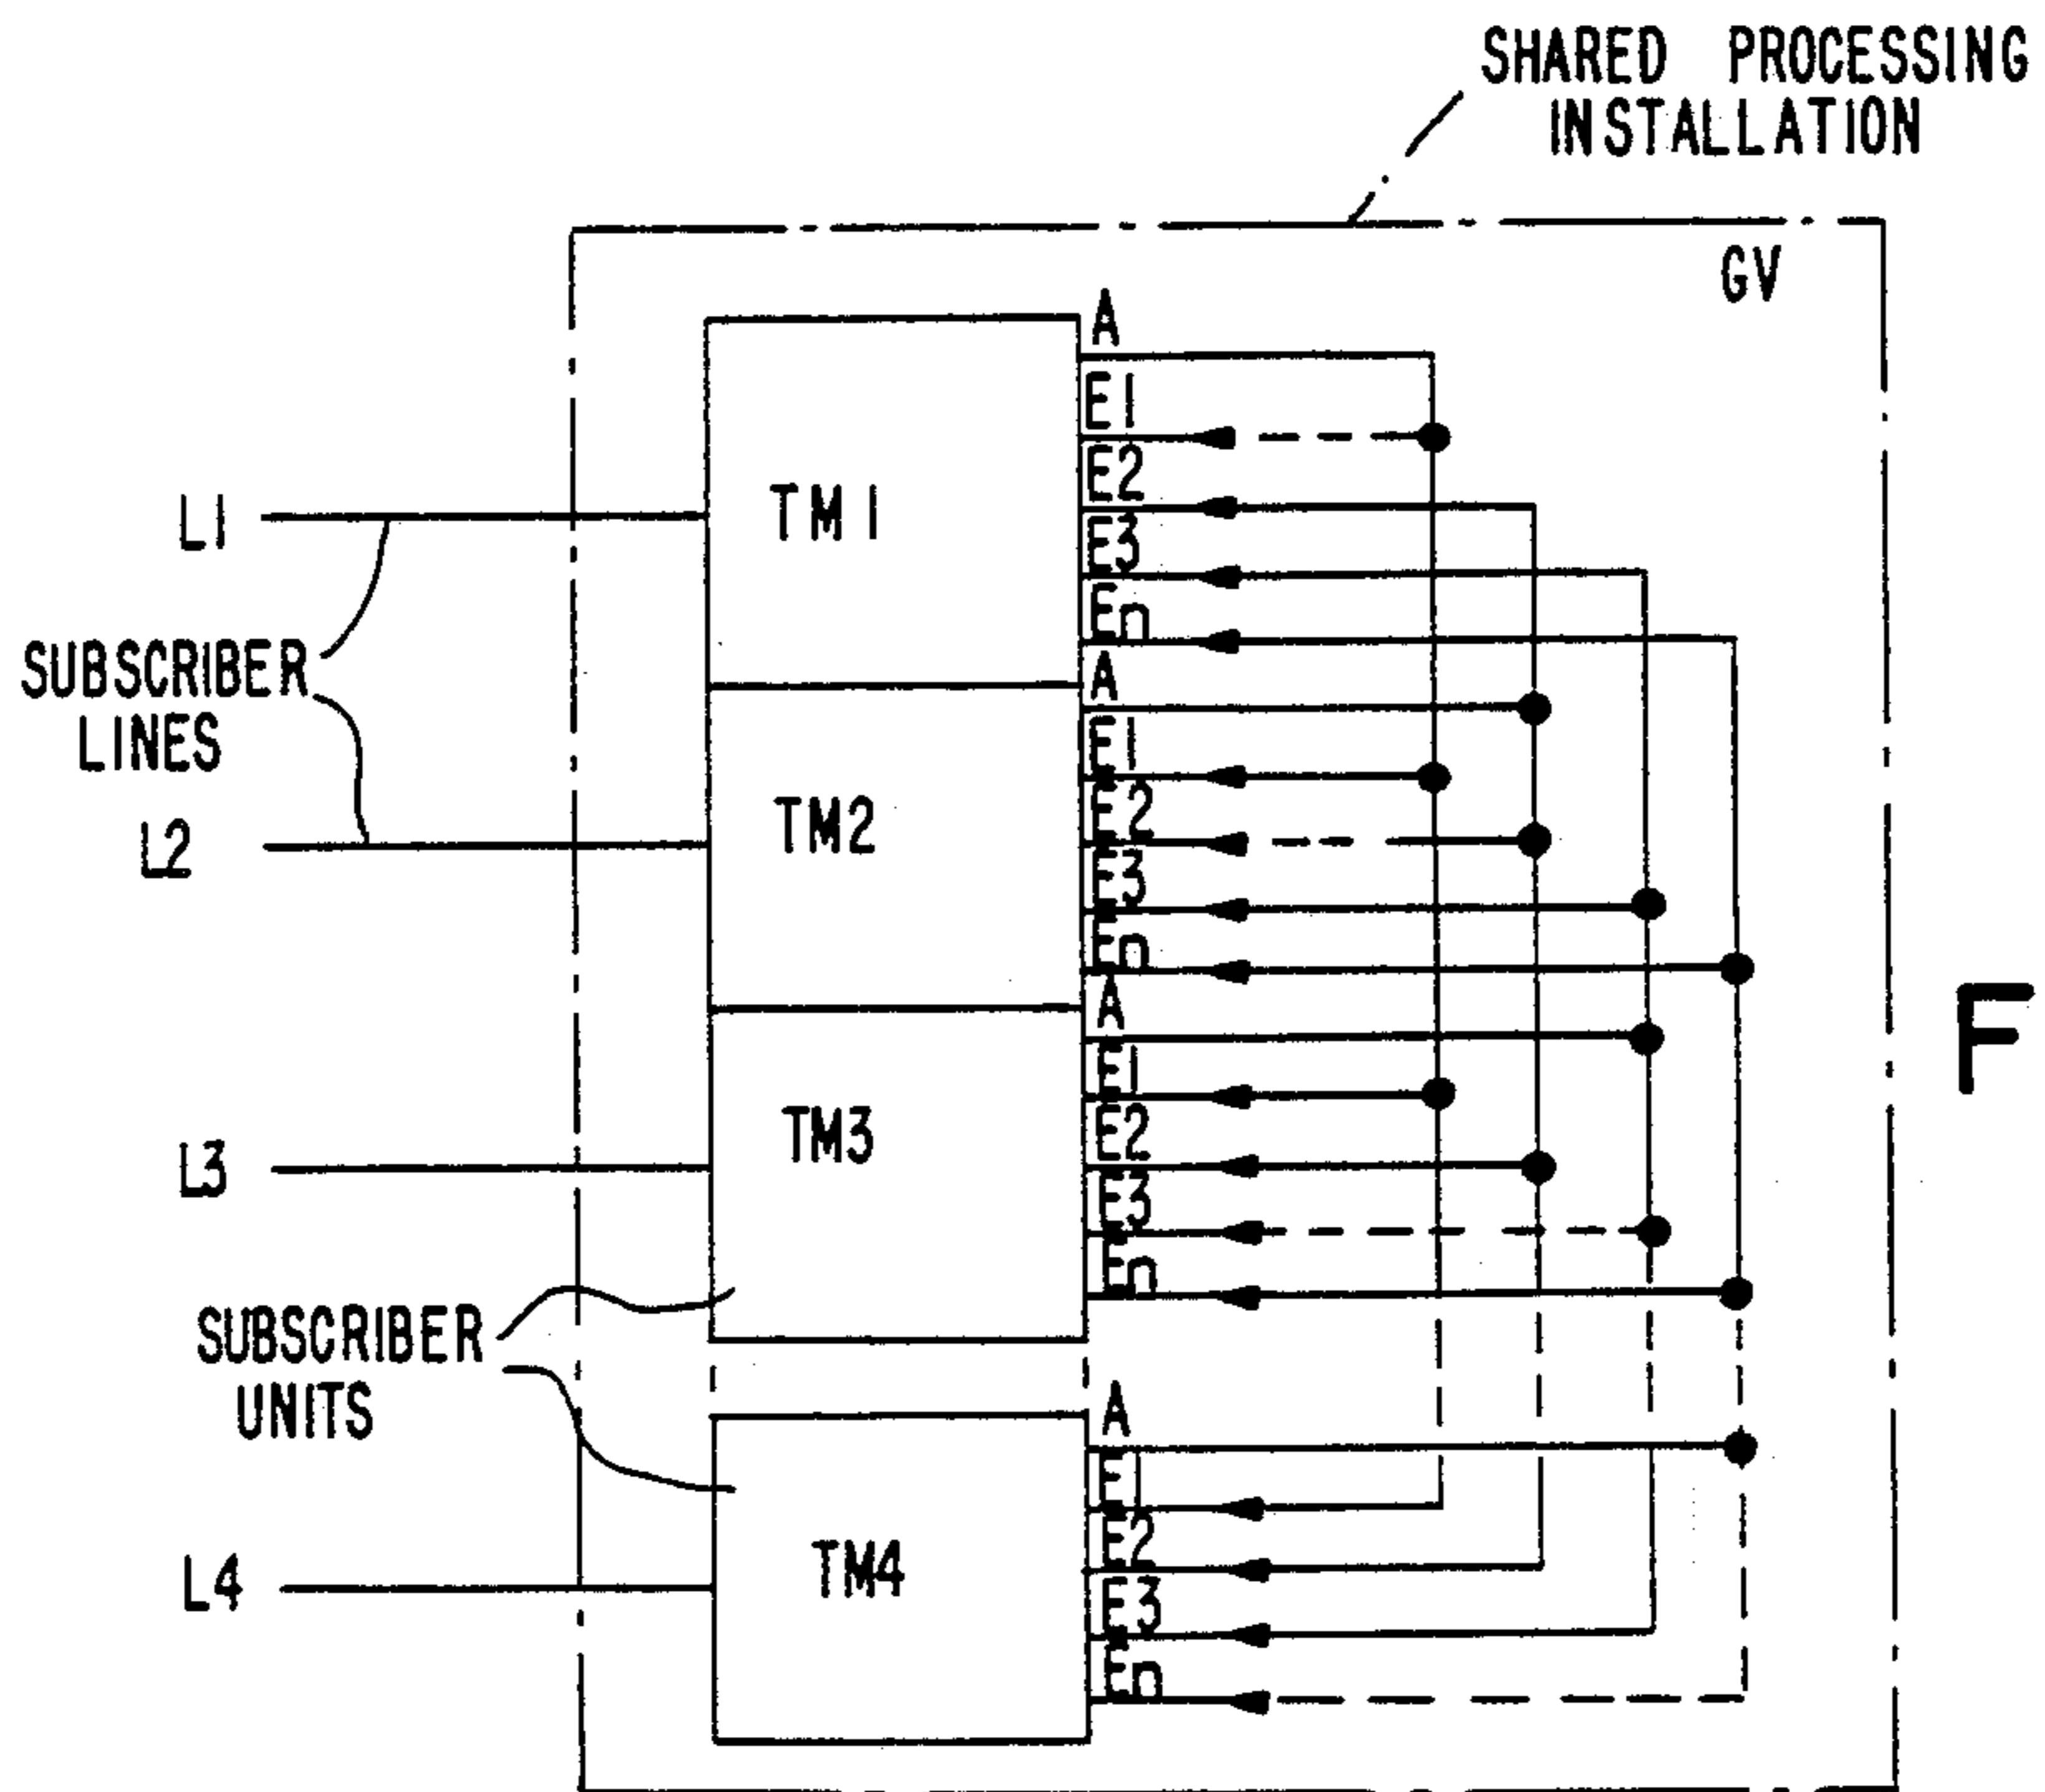 SHARED PROCESSING
INSTALLATION
GV
A
E1
E2
L1
TM1
E3
En
SUBSCRIBER
LINES
A
E1
L2
TM2
E2
E3
En
A
F
E1
L3
TM3
E2
E3
En
SUBSCRIBER
UNITS
A
E1
L4
TM4
E2
E3
En